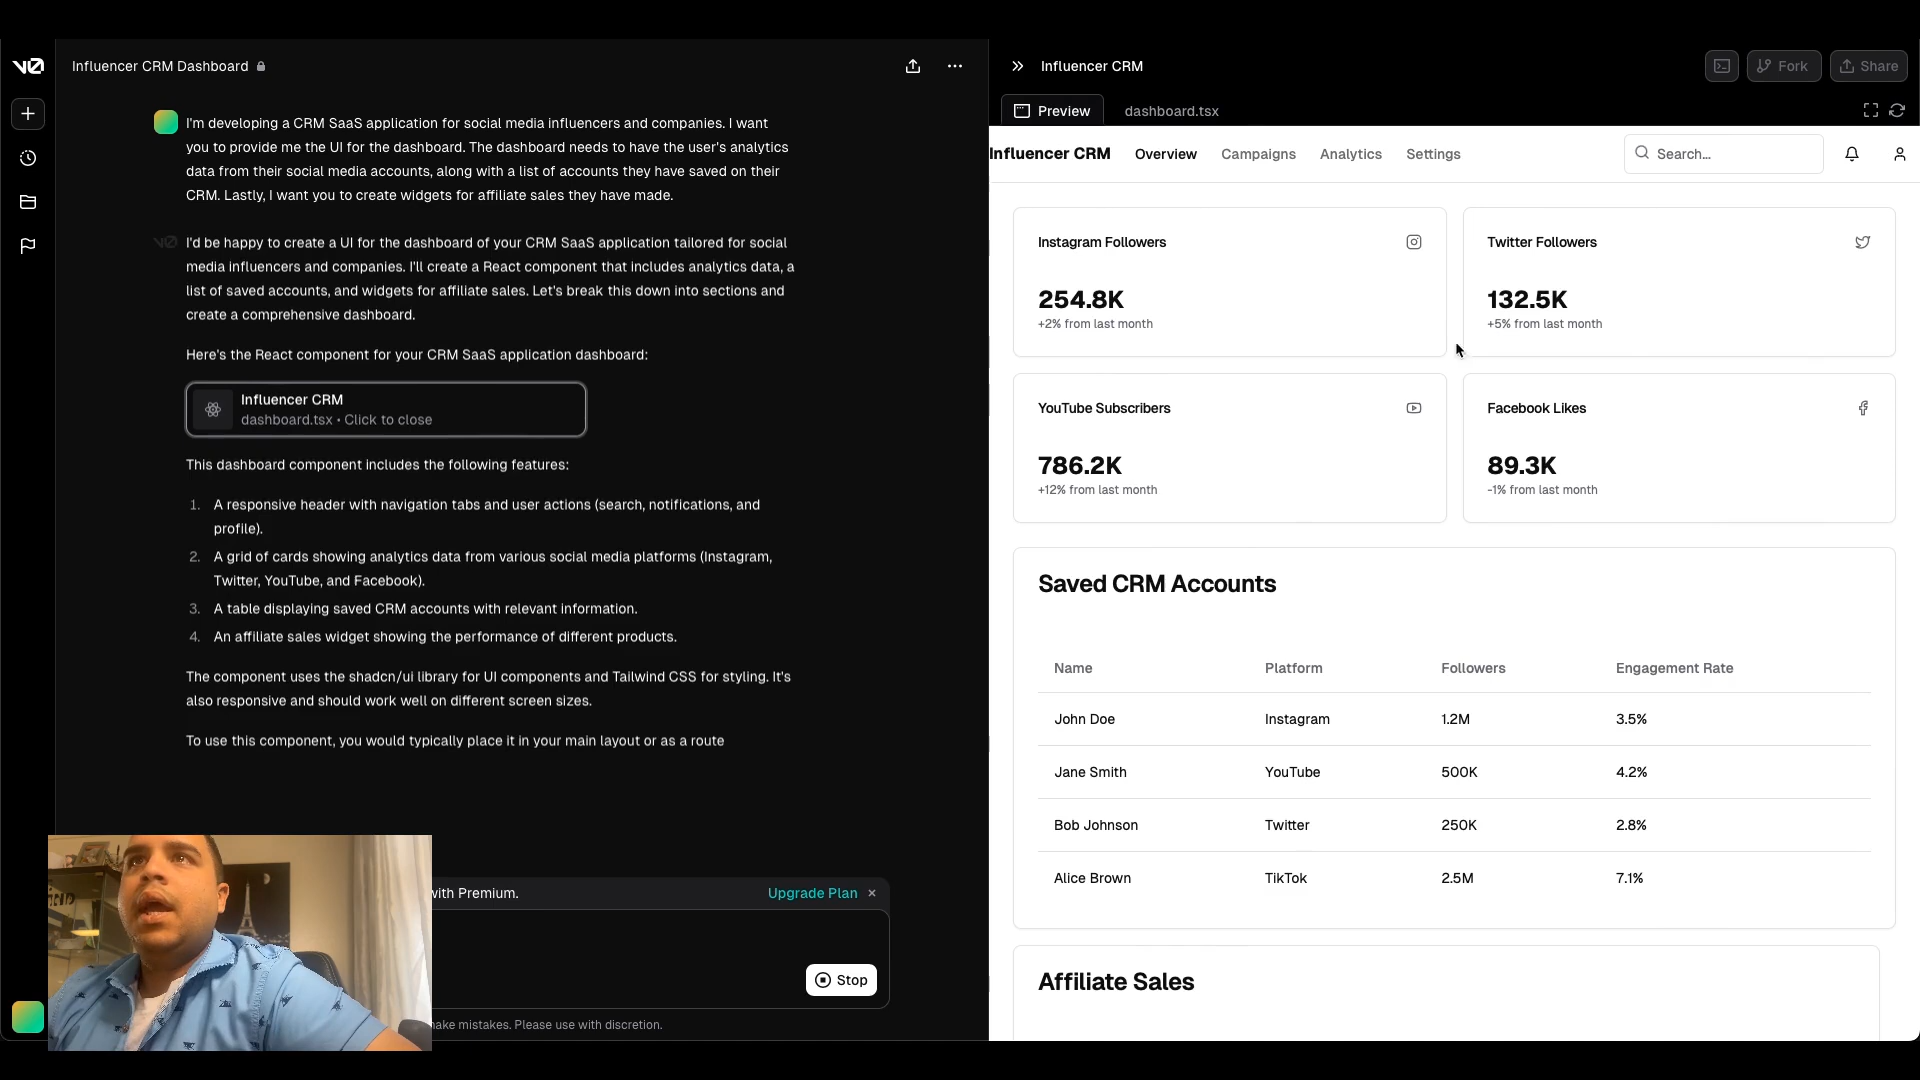 v0
Influencer CRM Dashboard
I'm developing a CRM SaaS application for social media influencers and companies. I want
you to provide me the UI for the dashboard. The dashboard needs to have the user's analytics
data from their social media accounts, along with a list of accounts they have saved on their
CRM. Lastly, I want you to create widgets for affiliate sales they have made.
v0
I'd be happy to create a UI for the dashboard of your CRM SaaS application tailored for social
media influencers and companies. I'll create a React component that includes analytics data, a
list of saved accounts, and widgets for affiliate sales. Let's break this down into sections and
create a comprehensive dashboard.
Here's the React component for your CRM SaaS application dashboard:
Influencer CRM
dashboard.tsx • Click to close
This dashboard component includes the following features:
1. A responsive header with navigation tabs and user actions (search, notifications, and
profile).
2. A grid of cards showing analytics data from various social media platforms (Instagram,
Twitter, YouTube, and Facebook).
3. A table displaying saved CRM accounts with relevant information.
4. An affiliate sales widget showing the performance of different products.
The component uses the shadcn/ui library for UI components and Tailwind CSS for styling. It's
also responsive and should work well on different screen sizes.
To use this component, you would typically place it in your main layout or as a route
with Premium.
Upgrade Plan ×
Stop
make mistakes. Please use with discretion.
Influencer CRM
Fork
Share
Preview
dashboard.tsx
Influencer CRM
Overview
Campaigns
Analytics
Settings
Search...
Instagram Followers
254.8K
+2% from last month
Twitter Followers
132.5K
+5% from last month
YouTube Subscribers
786.2K
+12% from last month
Facebook Likes
89.3K
-1% from last month
Saved CRM Accounts
Name Platform Followers Engagement Rate
John Doe Instagram 1.2M 3.5%
Jane Smith YouTube 500K 4.2%
Bob Johnson Twitter 250K 2.8%
Alice Brown TikTok 2.5M 7.1%
Affiliate Sales